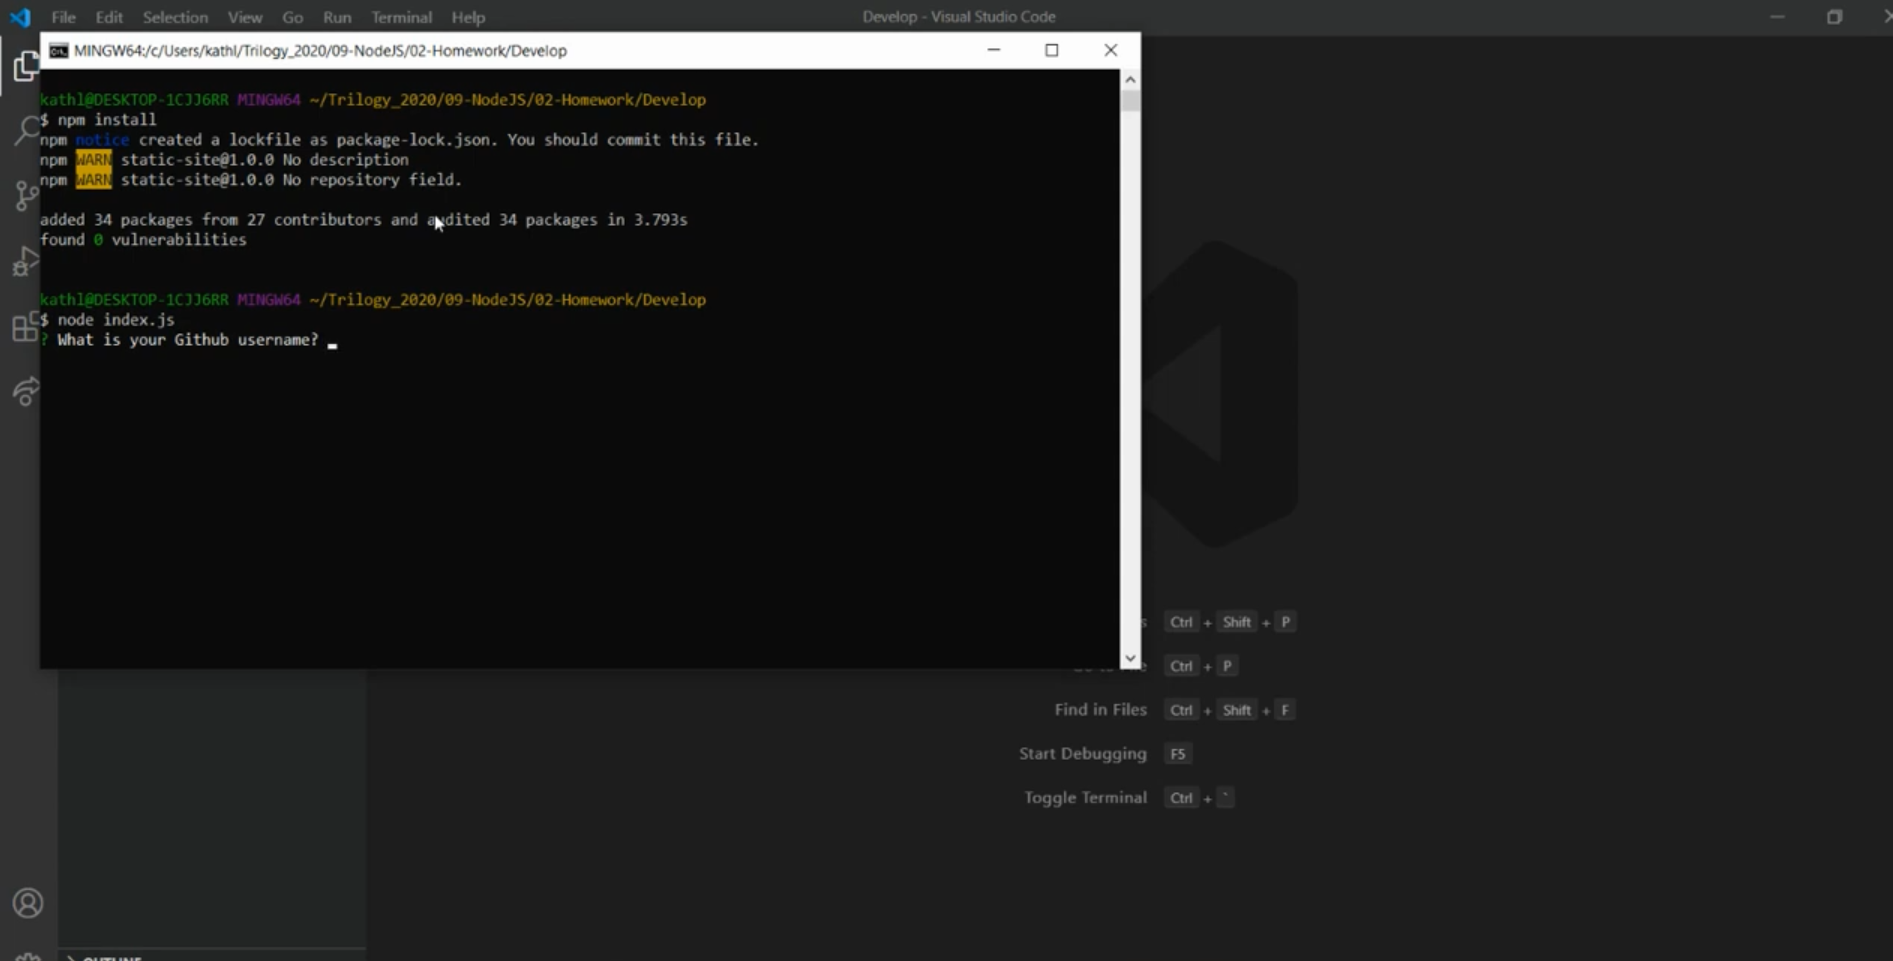 File Edit Selection View Go Run Terminal Help
Develop - Visual Studio Code
MINGW64:/c/Users/kathl/Trilogy_2020/09-NodeJS/02-Homework/Develop
kathl@DESKTOP-1CJJ6RR MINGW64 ~/Trilogy_2020/09-NodeJS/02-Homework/Develop
$ npm install
npm notice created a lockfile as package-lock.json. You should commit this file.
npm WARN static-site@1.0.0 No description
npm WARN static-site@1.0.0 No repository field.
added 34 packages from 27 contributors and audited 34 packages in 3.793s
found 0 vulnerabilities
kathl@DESKTOP-1CJJ6RR MINGW64 ~/Trilogy_2020/09-NodeJS/02-Homework/Develop
$ node index.js
? What is your Github username?
Ctrl + Shift + P
Ctrl + P
Find in Files Ctrl + Shift + F
Start Debugging F5
Toggle Terminal Ctrl + `
OUTLINE